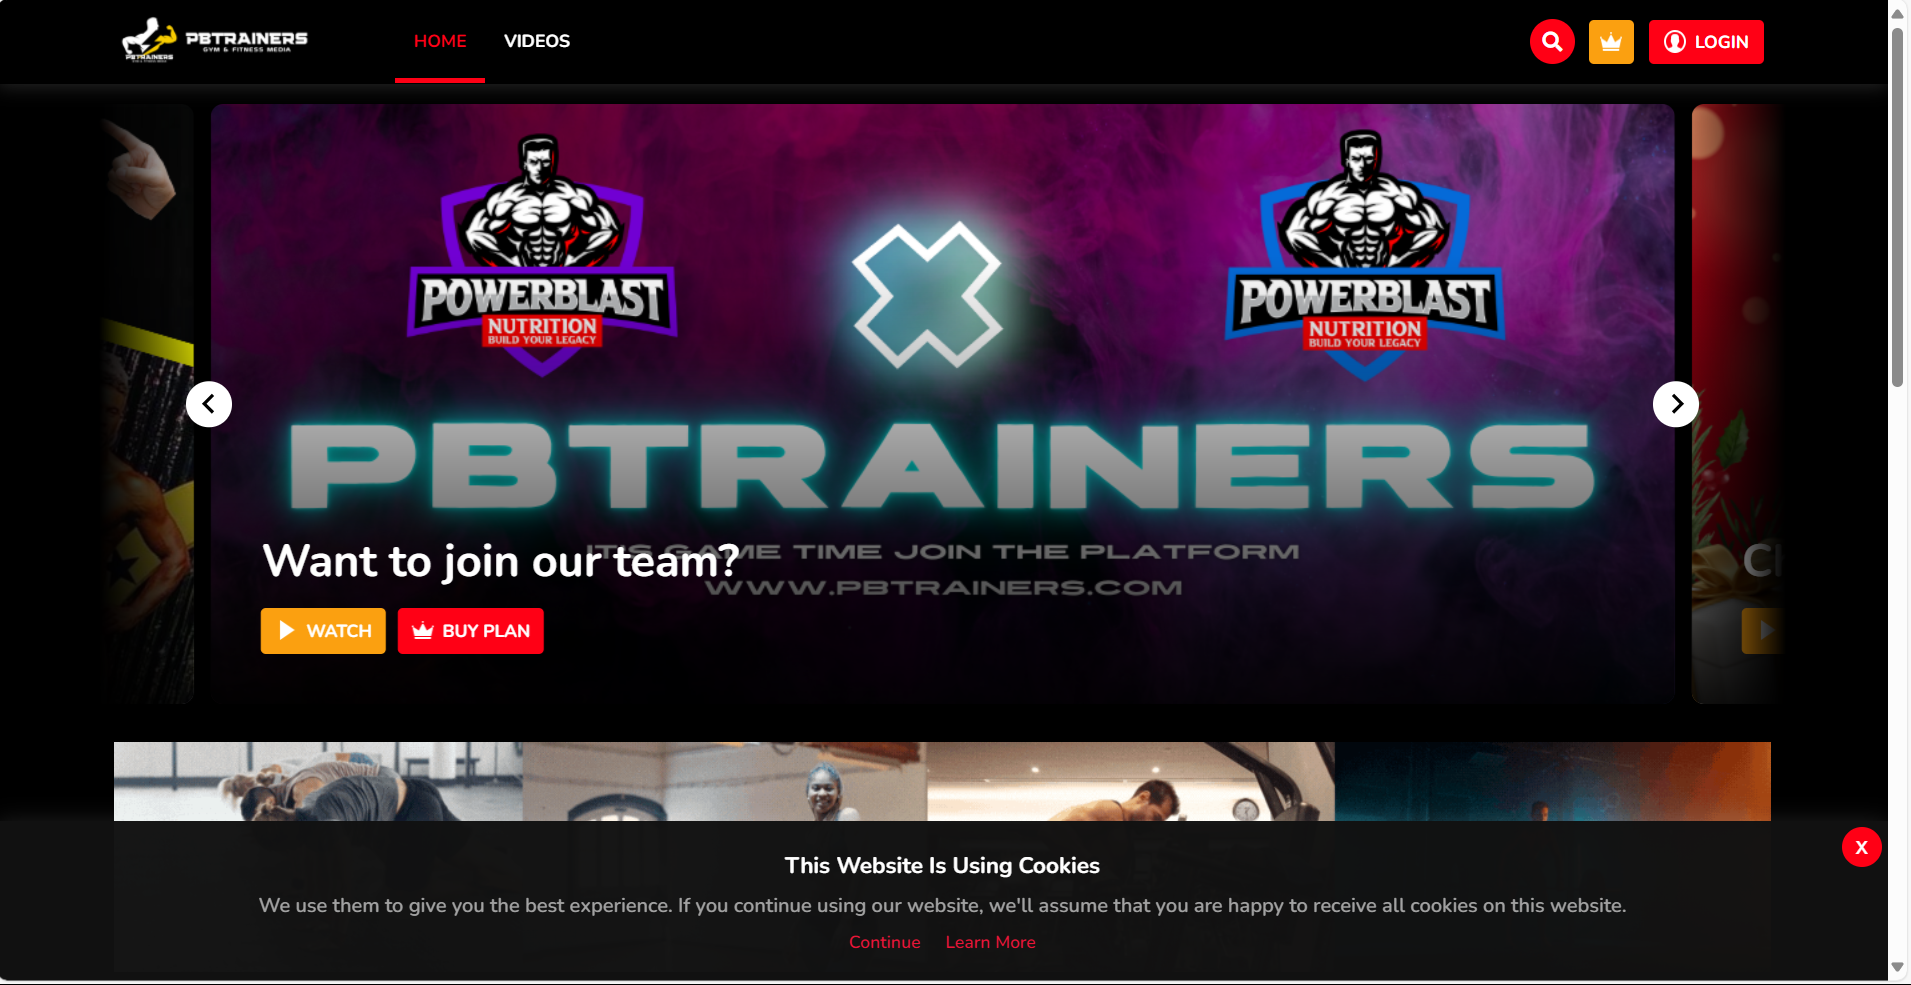 PBTRAINERS
GYM & FITNESS MEDIA
PBTRAINERS
HOME
VIDEOS
LOGIN
POWERBLAST
NUTRITION
BUILD YOUR LEGACY
POWERBLAST
NUTRITION
BUILD YOUR LEGACY
PBTRAINERS
IT'S GAME TIME JOIN THE PLATFORM
WWW.PBTRAINERS.COM
Want to join our team?
WATCH
BUY PLAN
This Website Is Using Cookies
X
We use them to give you the best experience. If you continue using our website, we'll assume that you are happy to receive all cookies on this website.
Continue
Learn More